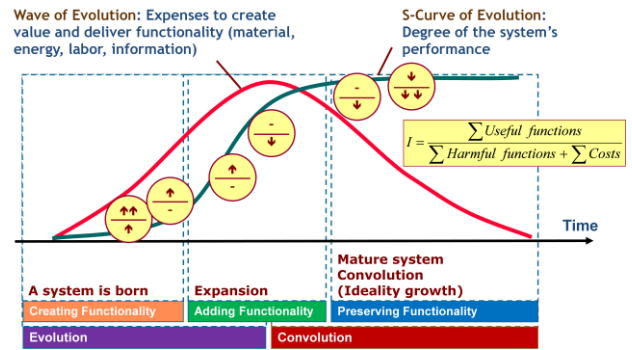 Wave of Evolution: Expenses to create
value and deliver functionality (material,
energy, labor, information)
S-Curve of Evolution:
Degree of the system's
performance
-
↓
↓
↓↓
-
↓
I = ∑Useful functions / ∑Harmful functions + ∑Costs
↑
-
↑
-
↑↑
↑
Time
A system is born
Expansion
Mature system
Convolution
(Ideality growth)
Creating Functionality
Adding Functionality
Preserving Functionality
Evolution
Convolution